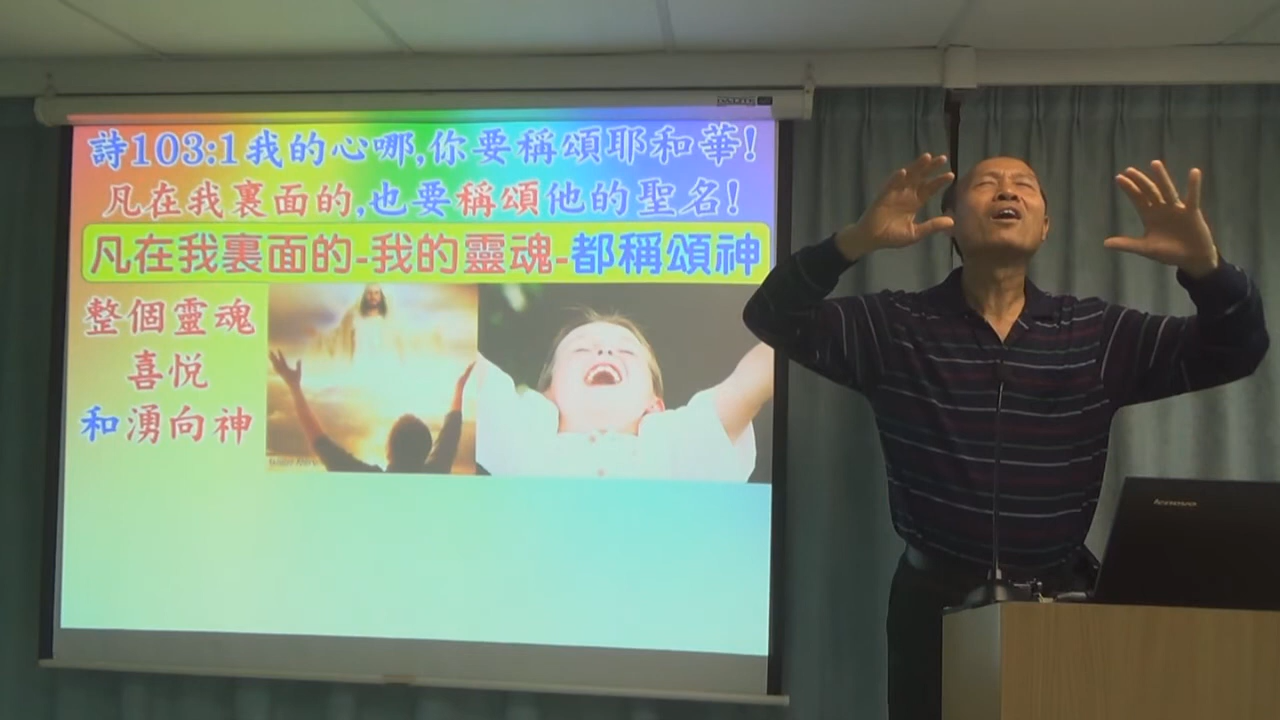 詩103:1我的心哪,你要稱頌耶和華!
凡在我裏面的,也要稱頌他的聖名!
凡在我裏面的-我的靈魂-都稱頌神
整個靈魂
喜悅
和湧向神
lenovo